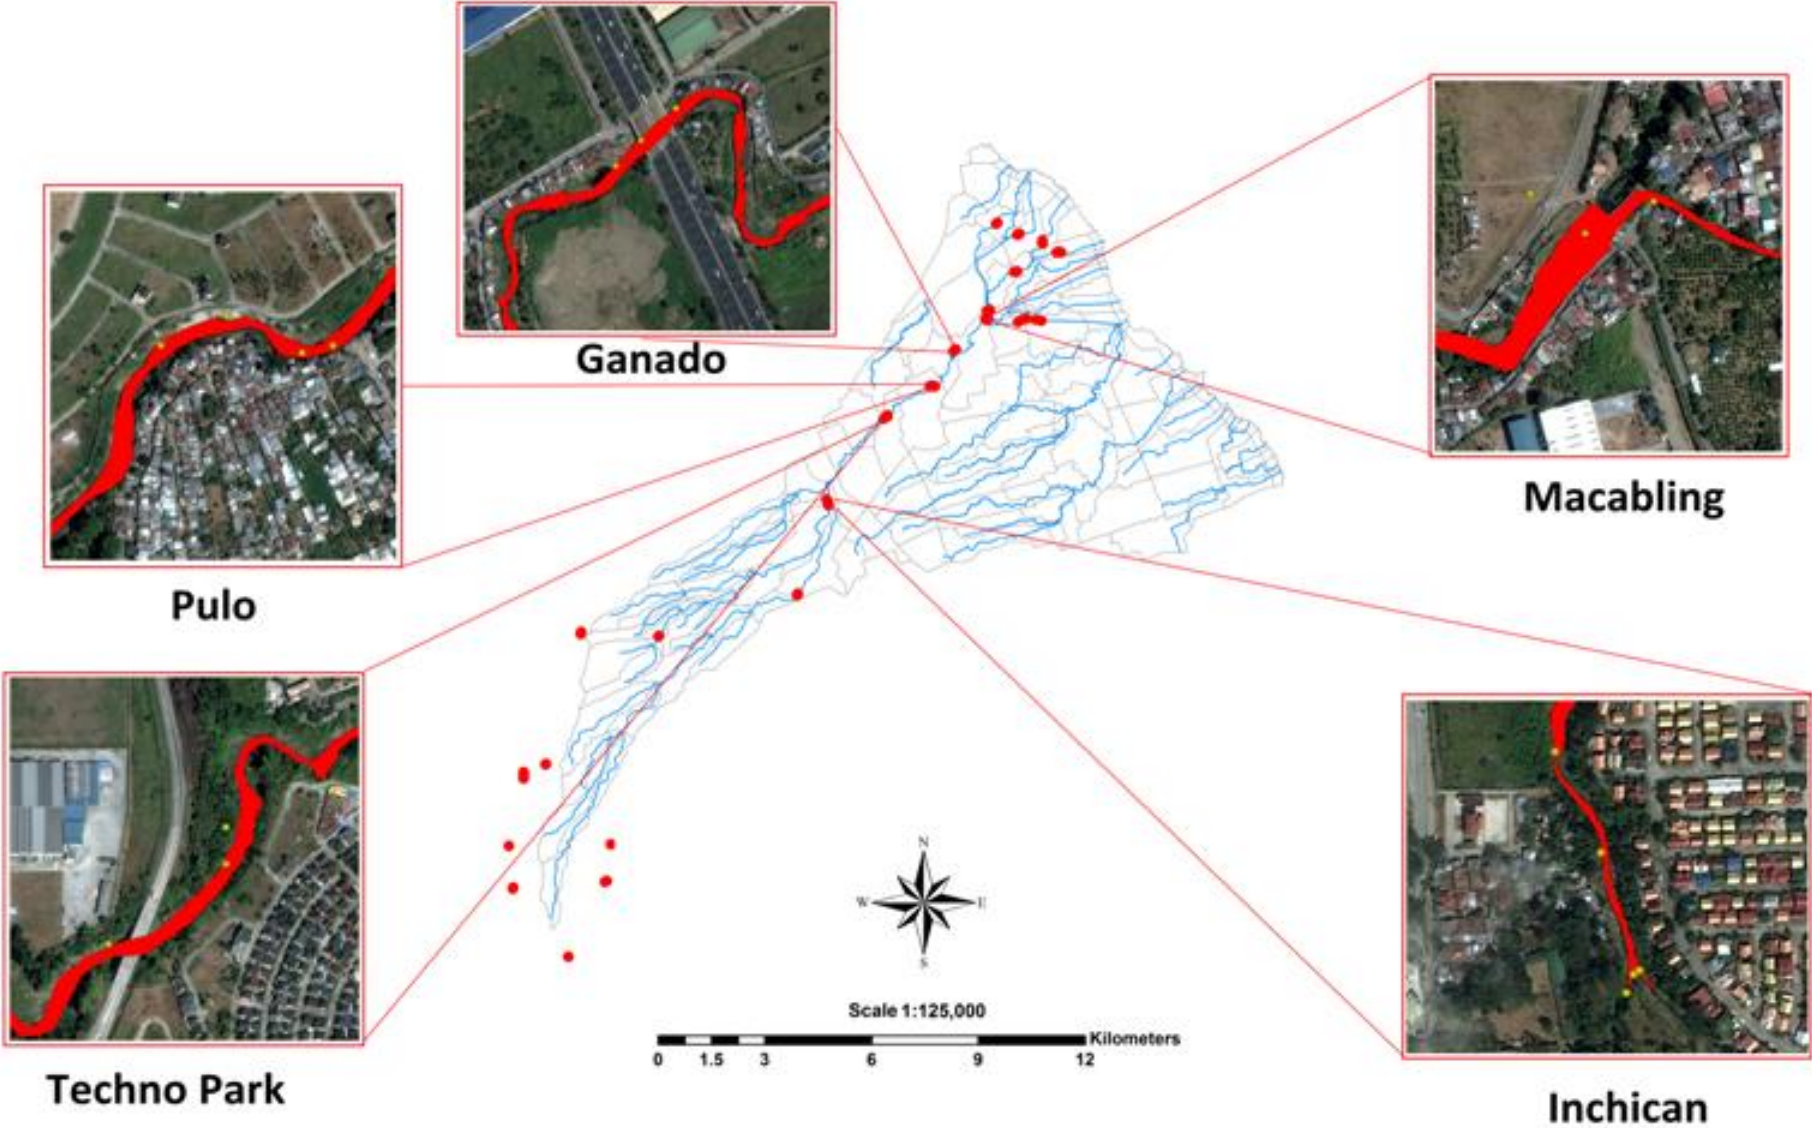 Ganado
Macabling
Pulo
N
W
E
S
Scale 1:125,000
Kilometers
0 1.5 3 6 9 12
Techno Park
Inchican